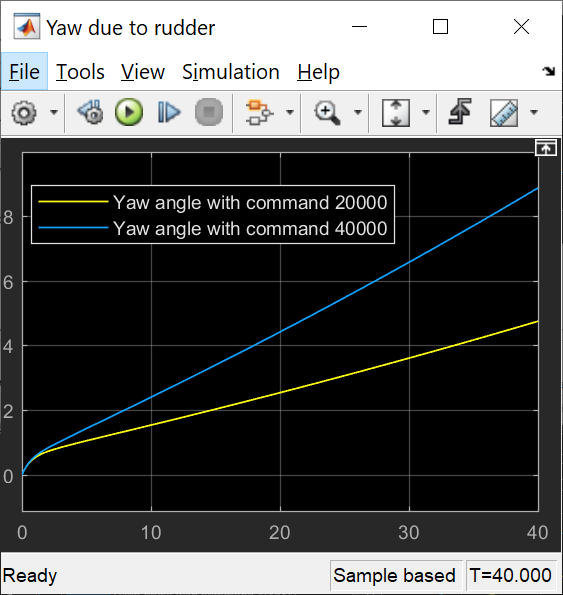 Yaw due to rudder
File Tools View Simulation Help
Yaw angle with command 20000
Yaw angle with command 40000
8
6
4
2
0
0 10 20 30 40
Ready Sample based T=40.000